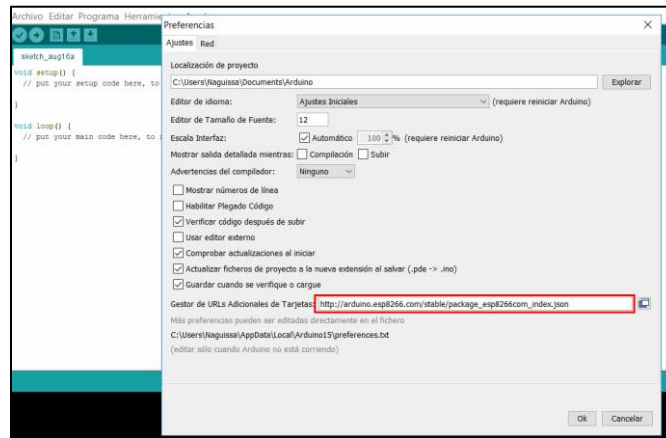 Archivo Editar Programa
Preferencias
Ajustes Red
sketch_aug16a
Localización de proyecto
void setup() {
// put your setup code here, to
C:\Users\Naguissa\Documents\Arduino Explorar
}
Editor de idioma: Ajustes Iniciales (requiere reiniciar Arduino)
Editor de Tamaño de Fuente: 12
void loop() {
// put your main code here, to
Escala Interfaz: Automático 100 % (requiere reiniciar Arduino)
}
Mostrar salida detallada mientras: Compilación Subir
Advertencias del compilador: Ninguno
Mostrar números de línea
Habilitar Plegado Código
Verificar código después de subir
Usar editor externo
Comprobar actualizaciones al iniciar
Actualizar ficheros de proyecto a la nueva extensión al salvar (.pde -> .ino)
Guardar cuando se verifique o cargue
Gestor de URLs Adicionales de Tarjetas: http://arduino.esp8266.com/stable/package_esp8266com_index.json
Más preferencias pueden ser editadas directamente en el fichero
C:\Users\Naguissa\AppData\Local\Arduino15\preferences.txt
(editar sólo cuando Arduino no está corriendo)
Ok Cancelar